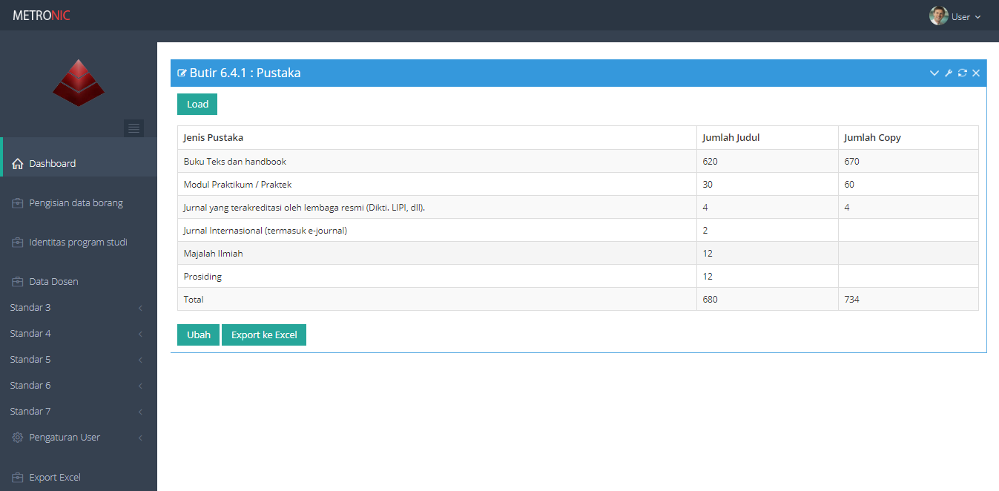 METRONIC
User
Butir 6.4.1 : Pustaka
Load
Jenis Pustaka Jumlah Judul Jumlah Copy
Buku Teks dan handbook 620 670
Modul Praktikum / Praktek 30 60
Jurnal yang terakreditasi oleh lembaga resmi (Dikti. LIPI, dll). 4 4
Jurnal Internasional (termasuk e-journal) 2
Majalah Ilmiah 12
Prosiding 12
Total 680 734
Ubah Export ke Excel
Dashboard
Pengisian data borang
Identitas program studi
Data Dosen
Standar 3
Standar 4
Standar 5
Standar 6
Standar 7
Pengaturan User
Export Excel